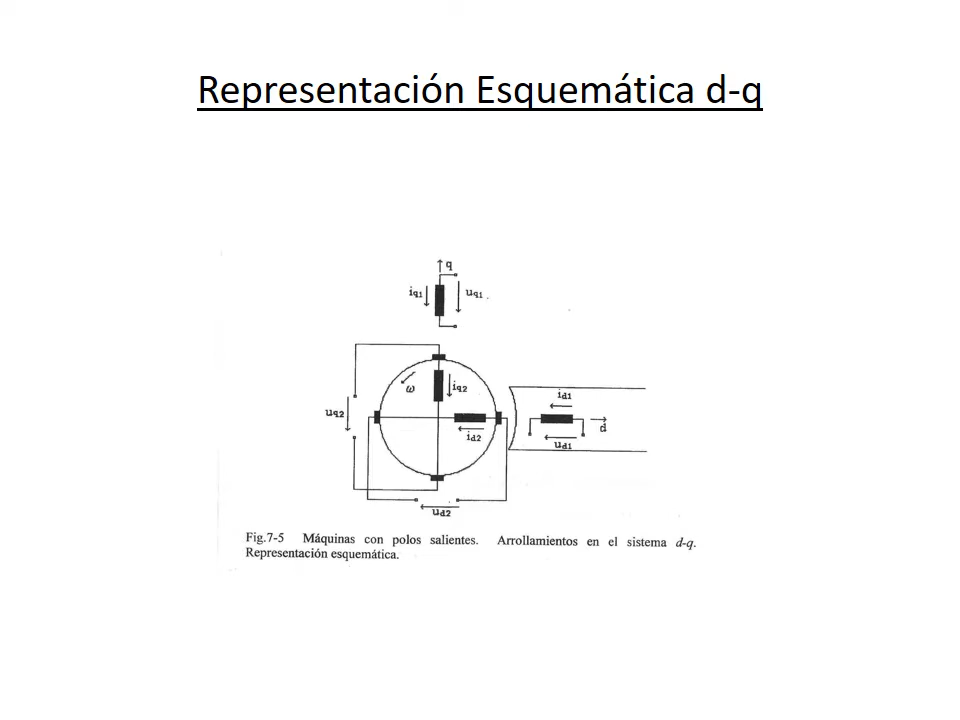 Representación Esquemática d-q
q
iq1
uq1
ω
iq2
uq2
id1
id2
d
ud1
ud2
Fig.7-5 Máquinas con polos salientes. Arrollamientos en el sistema d-q.
Representación esquemática.